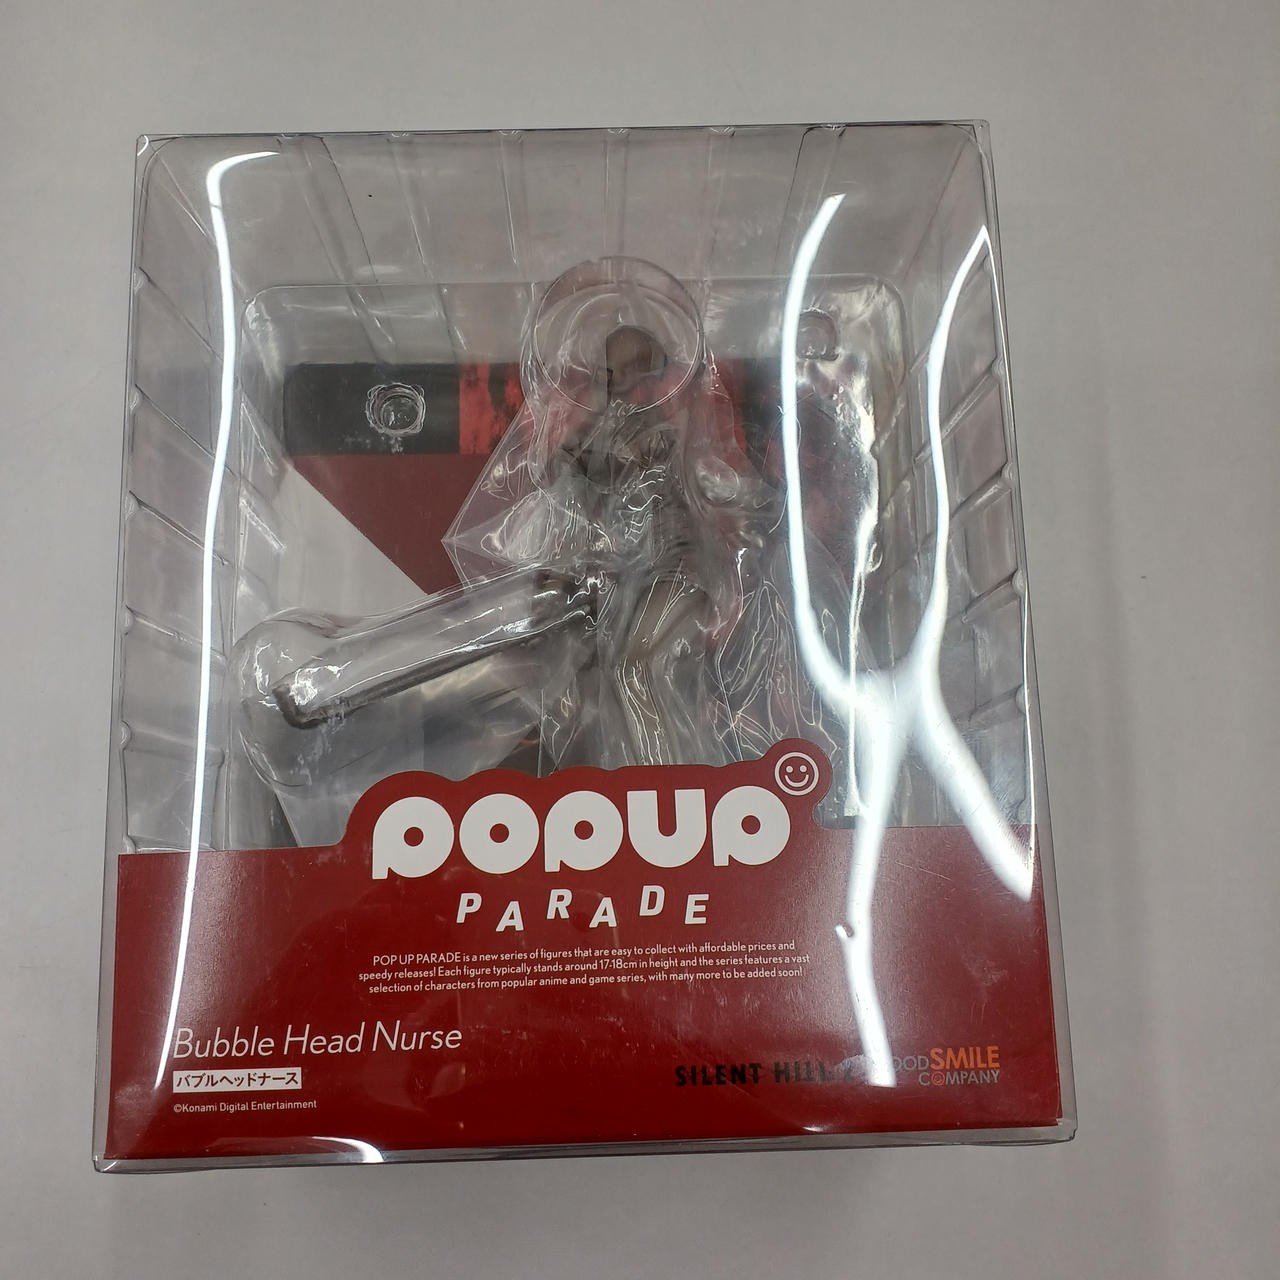 POPUP
PARADE
POP UP PARADE is a new series of figures that are easy to collect with affordable prices and
speedy releases! Each figure typically stands around 17-18cm in height and the series features a vast
selection of characters from popular anime and game series, with many more to be added soon!
Bubble Head Nurse
バブルヘッドナース
©Konami Digital Entertainment
SILENT HILL
SMILE
COMPANY